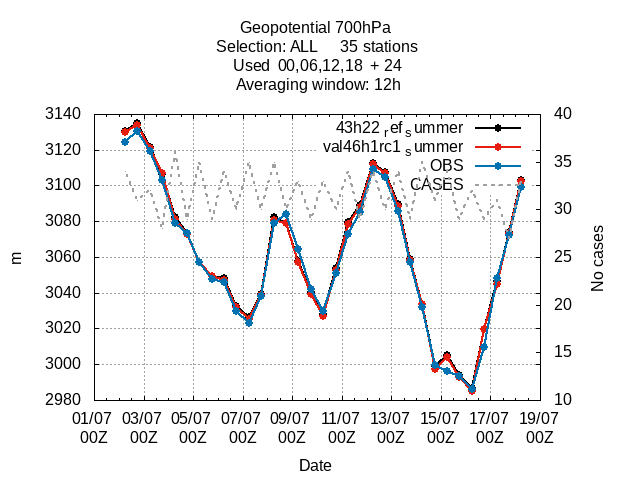 Geopotential 700hPa
Selection: ALL 35 stations
Used 00,06,12,18 + 24
Averaging window: 12h
3140 40
43h22 ref summer
val46h1rc1 summer
3120
OBS 35
CASES
3100
30
3080
3060 25
m
No cases
3040
20
3020
15
3000
2980 10
01/07 03/07 05/07 07/07 09/07 11/07 13/07 15/07 17/07 19/07
00Z 00Z 00Z 00Z 00Z 00Z 00Z 00Z 00Z 00Z
Date